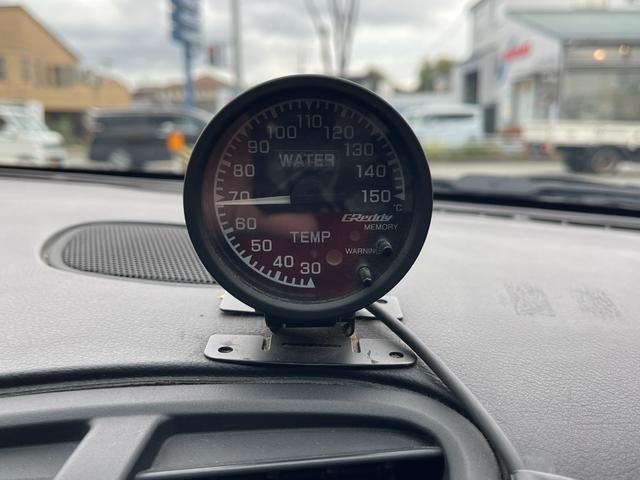 110
100 120
90 130
WATER
80 140
70 150
°C
60
GReddy
MEMORY
TEMP
50
WARNING
40 30